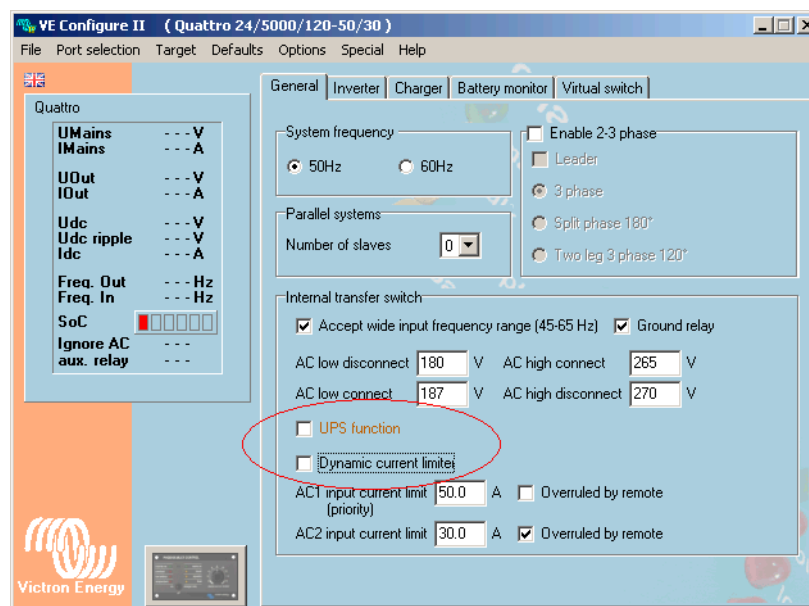 VE Configure II ( Quattro 24/5000/120-50/30 )
File Port selection Target Defaults Options Special Help
General Inverter Charger Battery monitor Virtual switch
Quattro
UMains - - - V
IMains - - - A
UOut - - - V
IOut - - - A
Udc - - - V
Udc ripple - - - V
Idc - - - A
Freq. Out - - - Hz
Freq. In - - - Hz
SoC
Ignore AC - - -
aux. relay - - -
System frequency
50Hz 60Hz
Parallel systems
Number of slaves 0
Enable 2-3 phase
Leader
3 phase
Split phase 180°
Two leg 3 phase 120°
Internal transfer switch
Accept wide input frequency range (45-65 Hz) Ground relay
AC low disconnect 180 V AC high connect 265 V
AC low connect 187 V AC high disconnect 270 V
UPS function
Dynamic current limiter
AC1 input current limit 50.0 A Overruled by remote
(priority)
AC2 input current limit 30.0 A Overruled by remote
Victron Energy